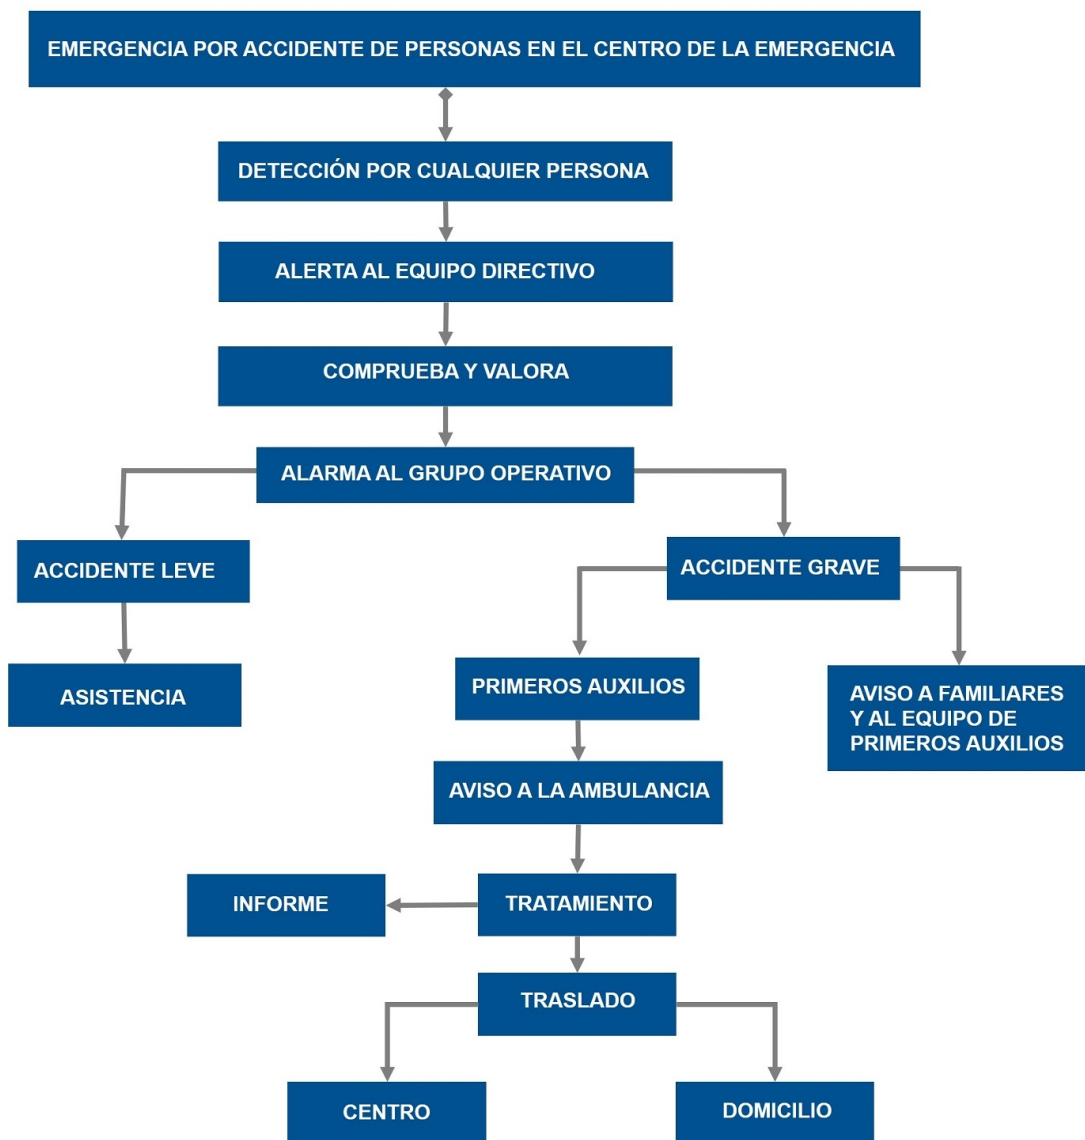 EMERGENCIA POR ACCIDENTE DE PERSONAS EN EL CENTRO DE LA EMERGENCIA
DETECCIÓN POR CUALQUIER PERSONA
ALERTA AL EQUIPO DIRECTIVO
COMPRUEBA Y VALORA
ALARMA AL GRUPO OPERATIVO
ACCIDENTE LEVE
ACCIDENTE GRAVE
ASISTENCIA
PRIMEROS AUXILIOS
AVISO A FAMILIARES
Y AL EQUIPO DE
PRIMEROS AUXILIOS
AVISO A LA AMBULANCIA
INFORME
TRATAMIENTO
TRASLADO
CENTRO
DOMICILIO